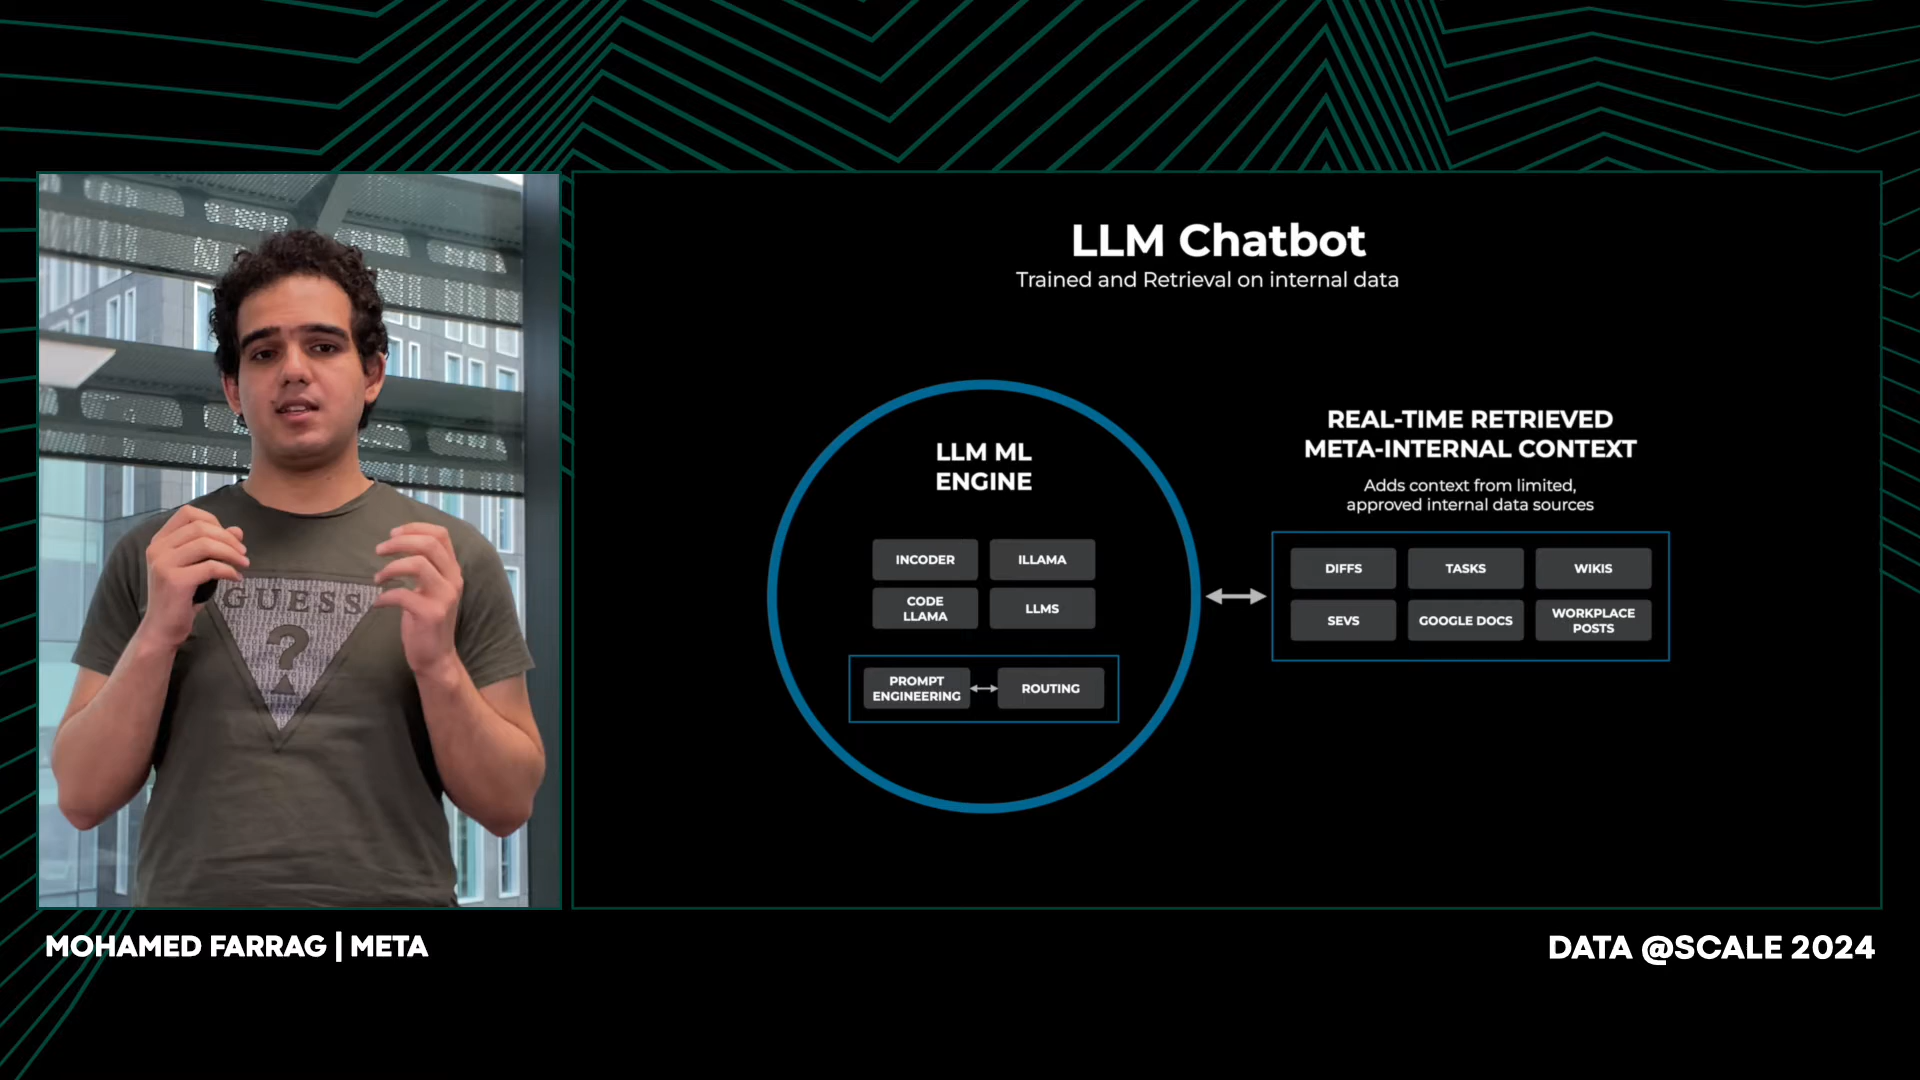 LLM Chatbot
Trained and Retrieval on internal data
LLM ML
ENGINE
INCODER
ILLAMA
CODE
LLAMA
LLMS
PROMPT
ENGINEERING
ROUTING
REAL-TIME RETRIEVED
META-INTERNAL CONTEXT
Adds context from limited,
approved internal data sources
DIFFS
TASKS
WIKIS
SEVS
GOOGLE DOCS
WORKPLACE
POSTS
GUESS
?
MOHAMED FARRAG | META
DATA @SCALE 2024